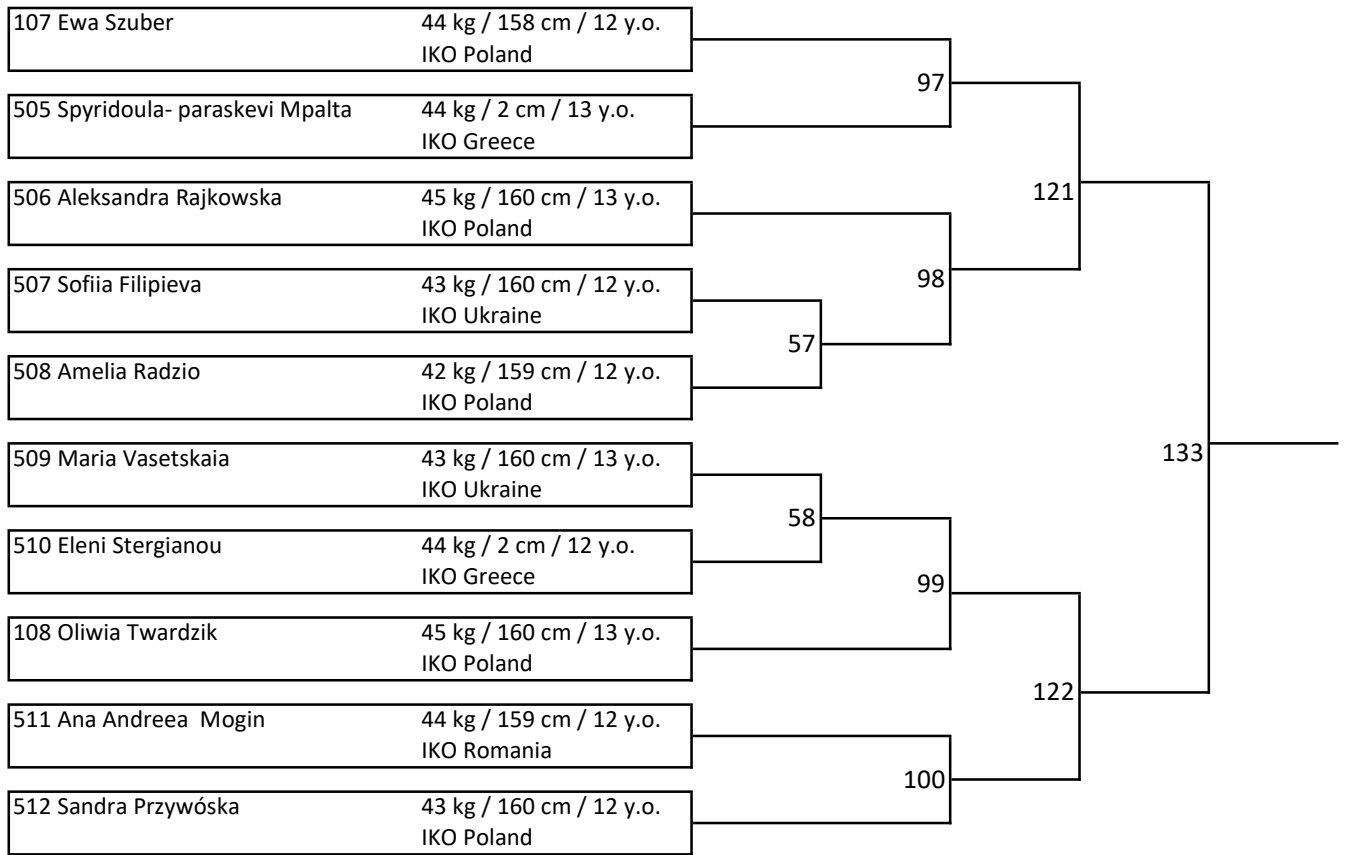 107 Ewa Szuber 44 kg / 158 cm / 12 y.o.
IKO Poland
97
505 Spyridoula- paraskevi Mpalta 44 kg / 2 cm / 13 y.o.
IKO Greece
121
506 Aleksandra Rajkowska 45 kg / 160 cm / 13 y.o.
IKO Poland
98
507 Sofiia Filipieva 43 kg / 160 cm / 12 y.o.
IKO Ukraine
57
508 Amelia Radzio 42 kg / 159 cm / 12 y.o.
IKO Poland
133
509 Maria Vasetskaia 43 kg / 160 cm / 13 y.o.
IKO Ukraine
58
510 Eleni Stergianou 44 kg / 2 cm / 12 y.o.
IKO Greece
99
108 Oliwia Twardzik 45 kg / 160 cm / 13 y.o.
IKO Poland
122
511 Ana Andreea  Mogin 44 kg / 159 cm / 12 y.o.
IKO Romania
100
512 Sandra Przywóska 43 kg / 160 cm / 12 y.o.
IKO Poland